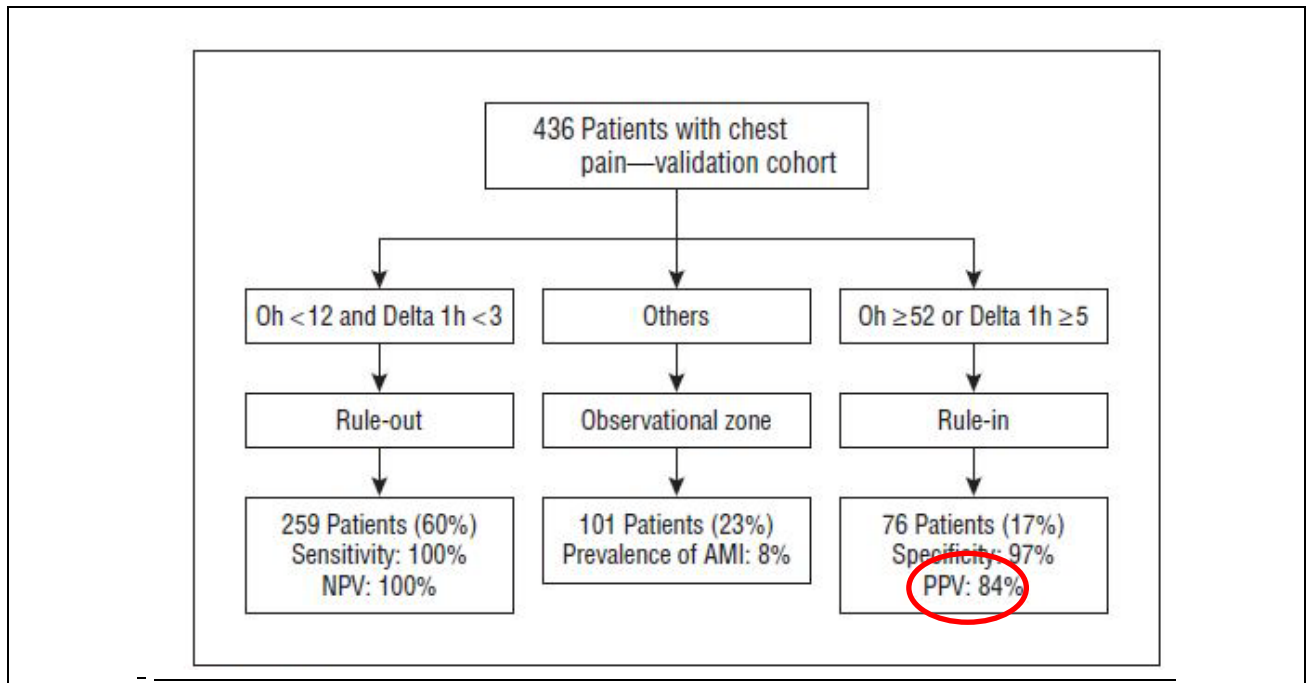 436 Patients with chest
pain—validation cohort
Oh <12 and Delta 1h <3
Others
Oh ≥52 or Delta 1h ≥5
Rule-out
Observational zone
Rule-in
259 Patients (60%)
Sensitivity: 100%
NPV: 100%
101 Patients (23%)
Prevalence of AMI: 8%
76 Patients (17%)
Specificity: 97%
PPV: 84%